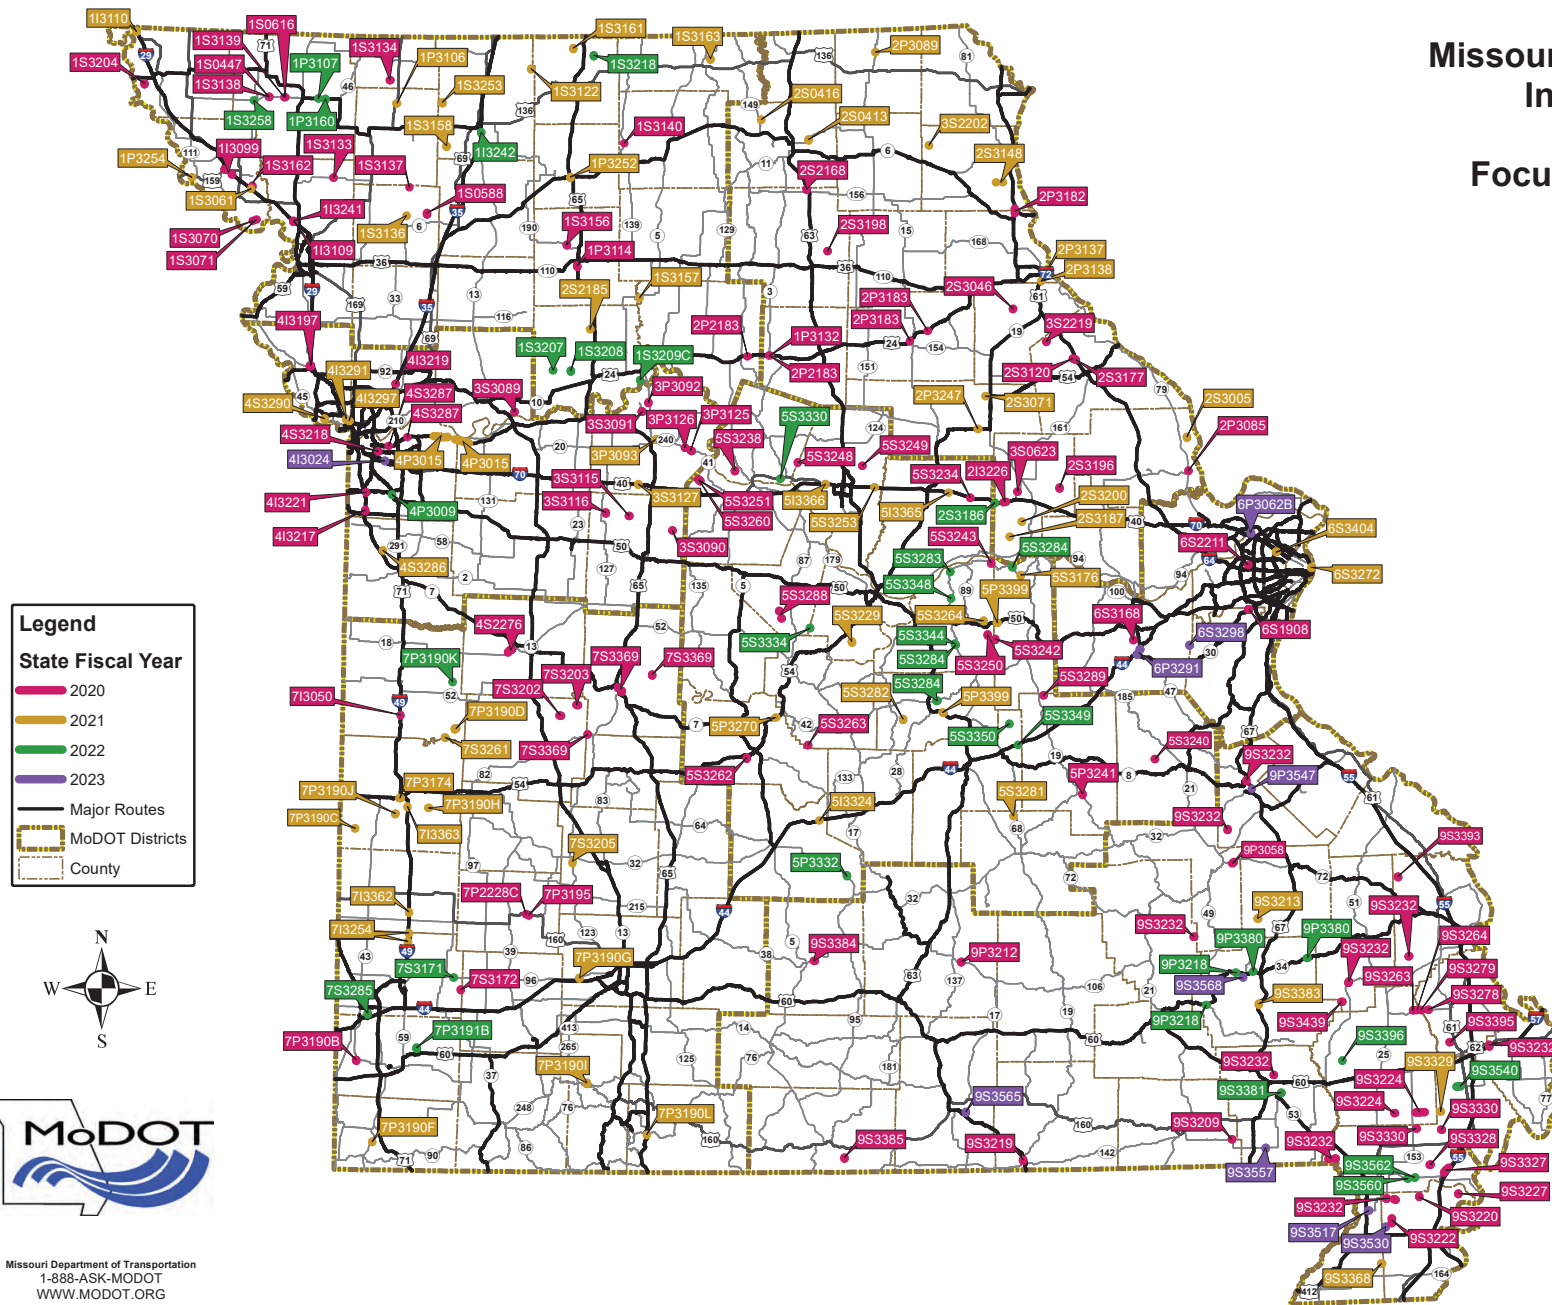 Missour
In
Focu
1I3110
1S0616
1S3139
1S0447
1S3138
1S3204
1S3134
1P3107
1P3106
1S3253
1S3161
1S3163
1S3218
1S3122
2P3089
1S3258
1P3160
1S3158
1I3242
1S3140
2S0416
2S0413
3S2202
2S3148
1P3254
1I3099
1S3133
1S3162
1S3137
1S3061
1S0588
1P3252
2S2168
2P3182
1S3070
1S3071
1I3241
1I3109
1S3136
1S3156
1P3114
2S3198
2P3137
2P3138
1S3157
2S2185
2P3183
2P3183
2S3046
3S2219
4I3197
2P2183
1P3132
2P2183
1S3207
1S3208
1S3209C
2S3120
2S3177
4I3291
4I3219
4I3297
4S3290
4S3287
4S3287
3S3089
3P3092
3S3091
3P3126
3P3125
2P3247
2S3071
2S3005
2P3085
4S3218
4I3024
4P3015
4P3015
3P3093
5S3238
5S3330
5S3248
5S3249
3S0623
2I3226
5S3234
2S3196
4I3221
4P3009
4I3217
3S3115
3S3116
3S3127
5S3251
5S3260
5I3366
5S3253
5I3365
2S3186
2S3200
2S3187
6P3062B
6S3404
6S2211
6S3272
3S3090
5S3243
5S3284
5S3283
5S3348
5S3176
4S3286
5S3288
5S3229
5S3264
5P3399
6S3168
6S3298
6S1908
6P3291
4S2276
5S3334
5S3344
5S3284
5S3250
5S3242
7P3190K
7S3203
7S3369
7S3369
7S3202
5S3284
5S3289
7I3050
7P3190D
7S3261
7S3369
5P3270
5S3282
5P3399
5S3349
5S3263
5S3350
5S3240
5S3262
9S3232
9P3547
5P3241
7P3190J
7P3174
7P3190H
7P3190C
7I3363
5I3324
5S3281
9S3232
9S3393
7S3205
5P3332
9P3058
7I3362
7P2228C
7P3195
9S3213
9S3232
9S3232
9P3380
9P3380
9S3232
9S3264
7I3254
7S3171
7S3172
7P3190G
9S3384
9P3212
9P3218
9S3568
9S3263
9S3279
9S3278
7S3285
9S3383
9P3218
9S3439
9S3395
9S3232
7P3190B
7P3191B
9S3396
9S3232
9S3329
7P3190I
9S3224
9S3540
9S3381
9S3224
9S3330
9S3565
7P3190L
7P3190F
9S3209
9S3330
9S3328
9S3385
9S3219
9S3232
9S3562
9S3560
9S3327
9S3557
9S3232
9S3227
9S3220
9S3517
9S3530
9S3222
9S3368
Legend
State Fiscal Year
2020
2021
2022
2023
Major Routes
MoDOT Districts
County
N
W E
S
MoDOT
Missouri Department of Transportation
1-888-ASK-MODOT
WWW.MODOT.ORG